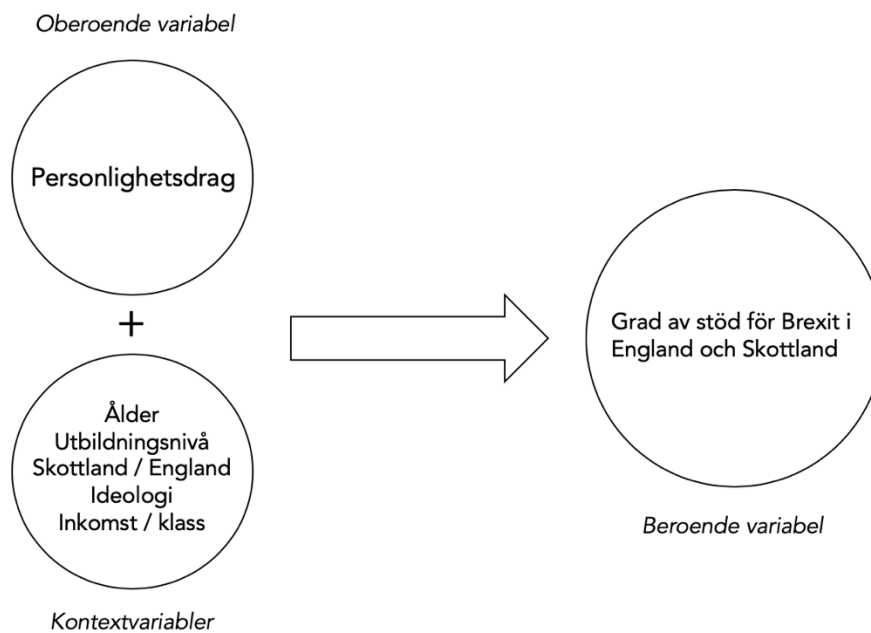 Oberoende variabel
Personlighetsdrag
+
Ålder
Utbildningsnivå
Skottland / England
Ideologi
Inkomst / klass
Kontextvariabler
Grad av stöd för Brexit i
England och Skottland
Beroende variabel